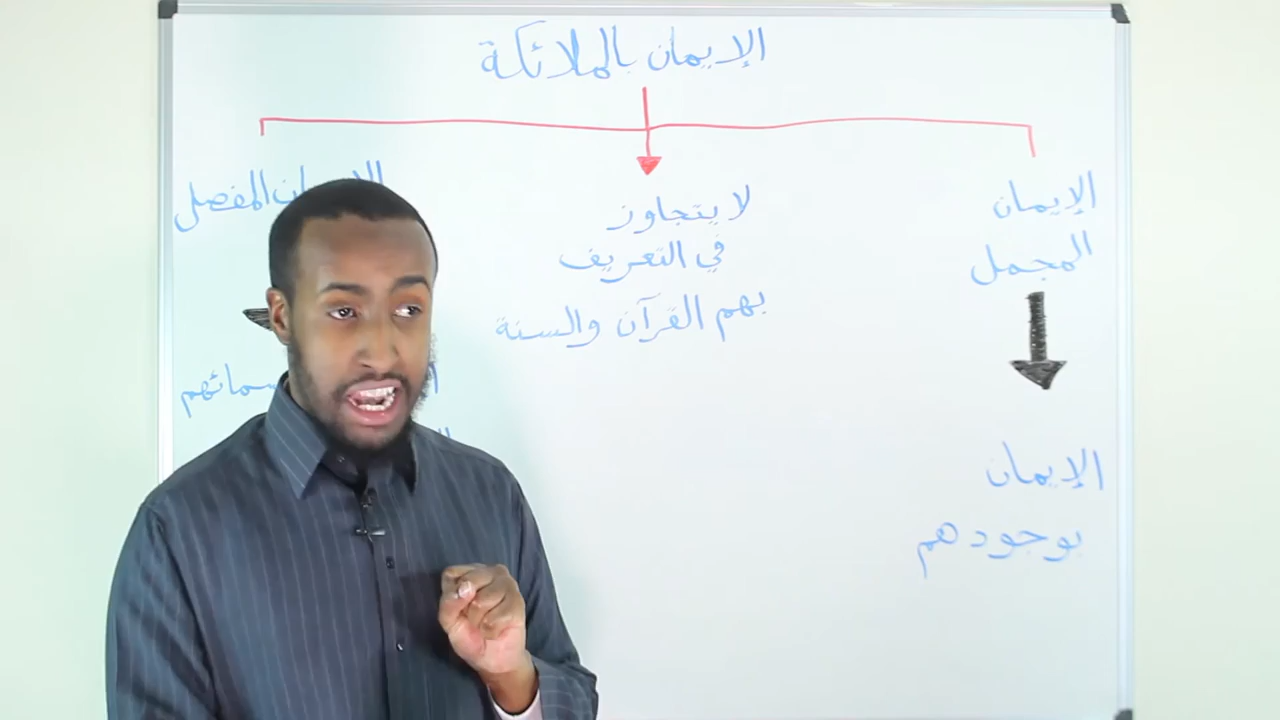 الإيمان بالملائكة
الإيمان
المجمل
الإيمان
بوجودهم
لا يتجاوز
في التعريف
بهم القرآن والسنة
المفصل